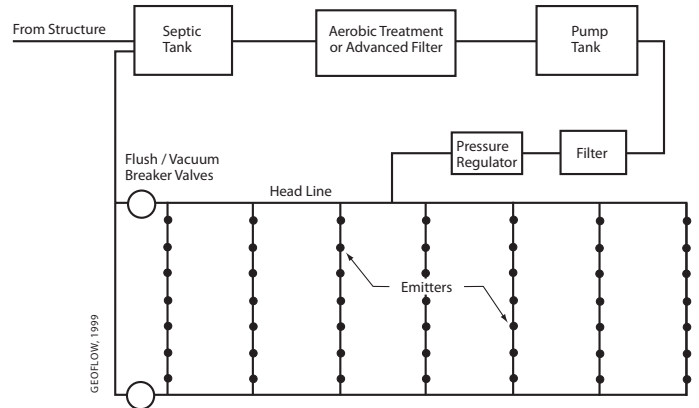 From Structure
Septic
Tank
Aerobic Treatment
or Advanced Filter
Pump
Tank
Pressure
Regulator
Filter
Flush / Vacuum
Breaker Valves
Head Line
Emitters
GEOFLOW, 1999